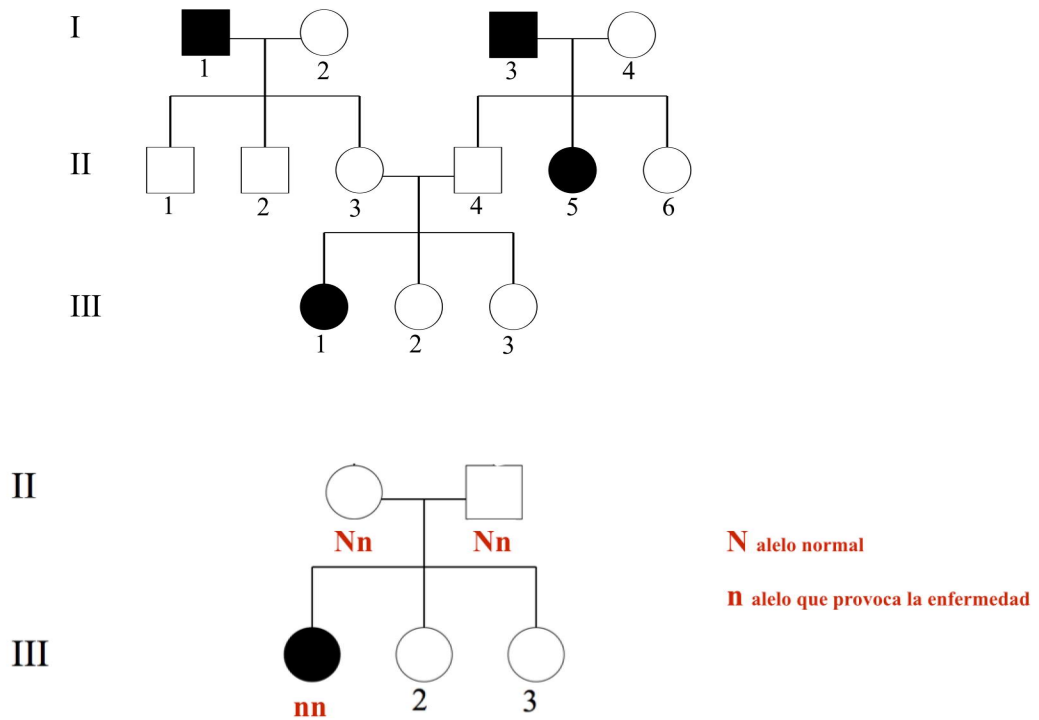 I
1 2 3 4
II
1 2 3 4 5 6
III
1 2 3
II
Nn Nn
N alelo normal
n alelo que provoca la enfermedad
III
nn 2 3